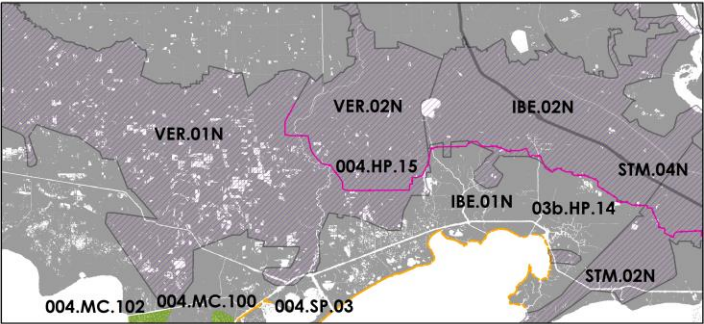 VER.02N
IBE.02N
VER.01N
004.HP.15
STM.04N
IBE.01N
03b.HP.14
STM.02N
004.MC.102
004.MC.100
004.SP.03